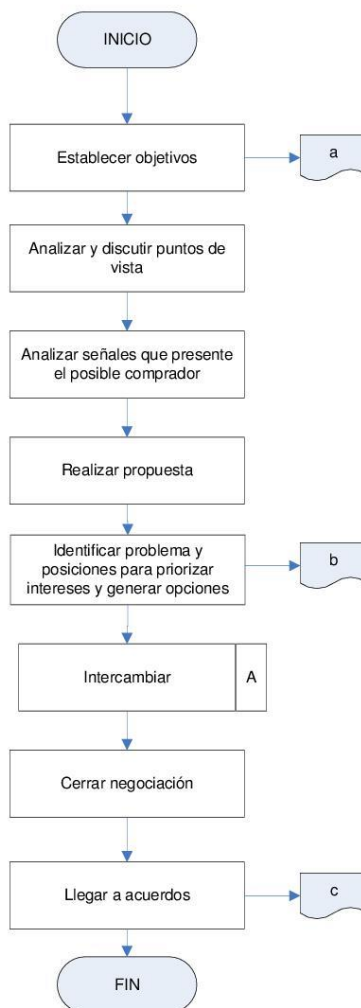 INICIO
Establecer objetivos
a
Analizar y discutir puntos de
vista
Analizar señales que presente
el posible comprador
Realizar propuesta
Identificar problema y
posiciones para priorizar
intereses y generar opciones
b
Intercambiar
A
Cerrar negociación
Llegar a acuerdos
c
FIN